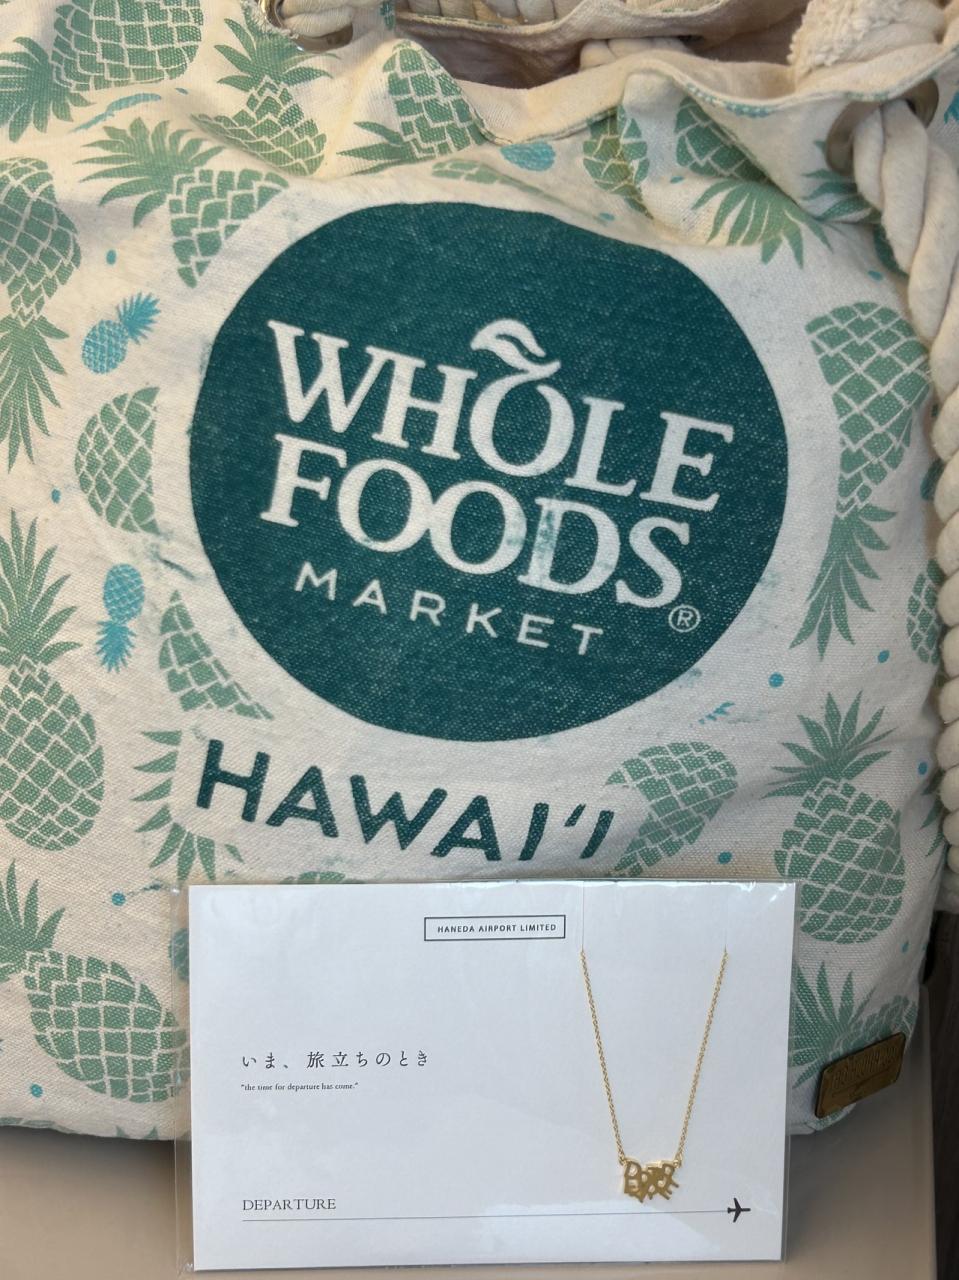 WHOLE
FOODS
MARKET
®
HAWAI'I
HANEDA AIRPORT LIMITED
いま、旅立ちのとき
"the time for departure has come."
DEPARTURE